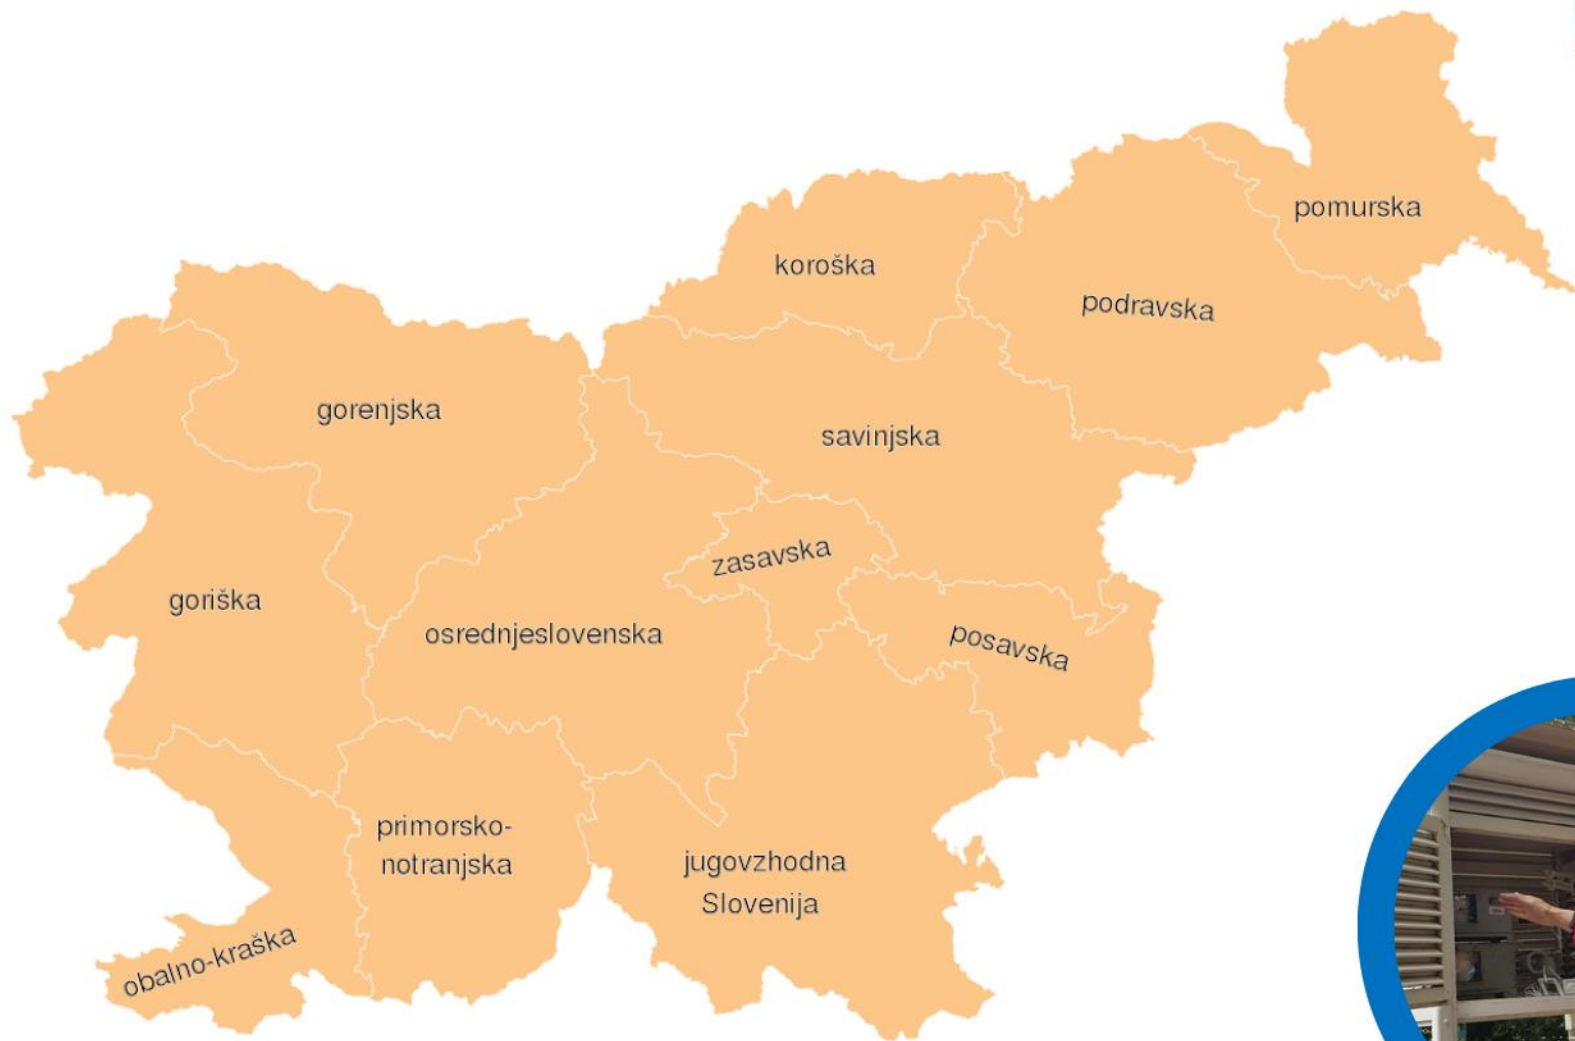 pomurska
koroška
podravska
gorenjska
savinjska
zasavska
goriška
osrednjeslovenska
posavska
primorsko-
notranjska
jugovzhodna
Slovenija
obalno-kraška